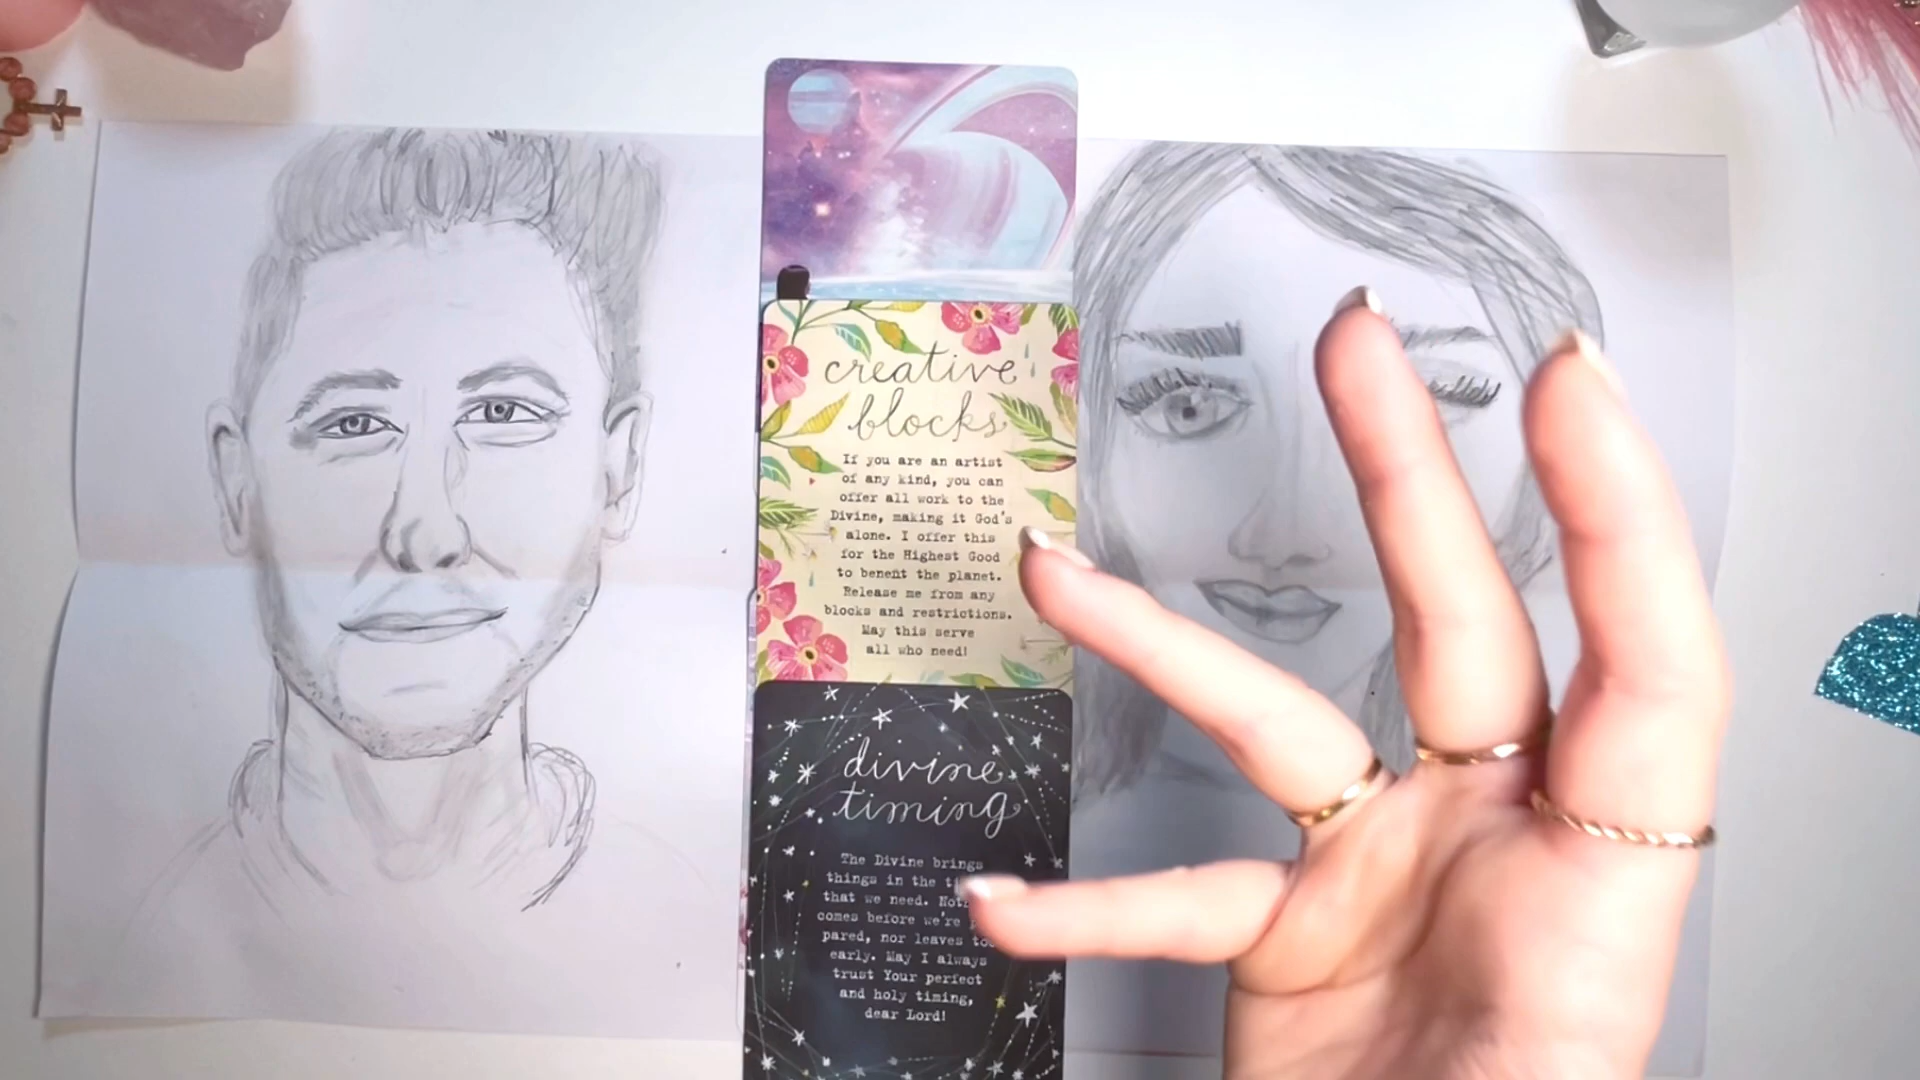 creative
blocks
If you are an artist
of any kind, you can
offer all work to the
Divine, making it God's
alone. I offer this
for the Highest Good
to benefit the planet.
Release me from any
blocks and restrictions.
May this serve
all who need!
divine
timing
The Divine brings
things in the
that we need.
comes before we're
pared, nor leaves
early. May I always
trust Your perfect
and holy timing,
dear Lord!